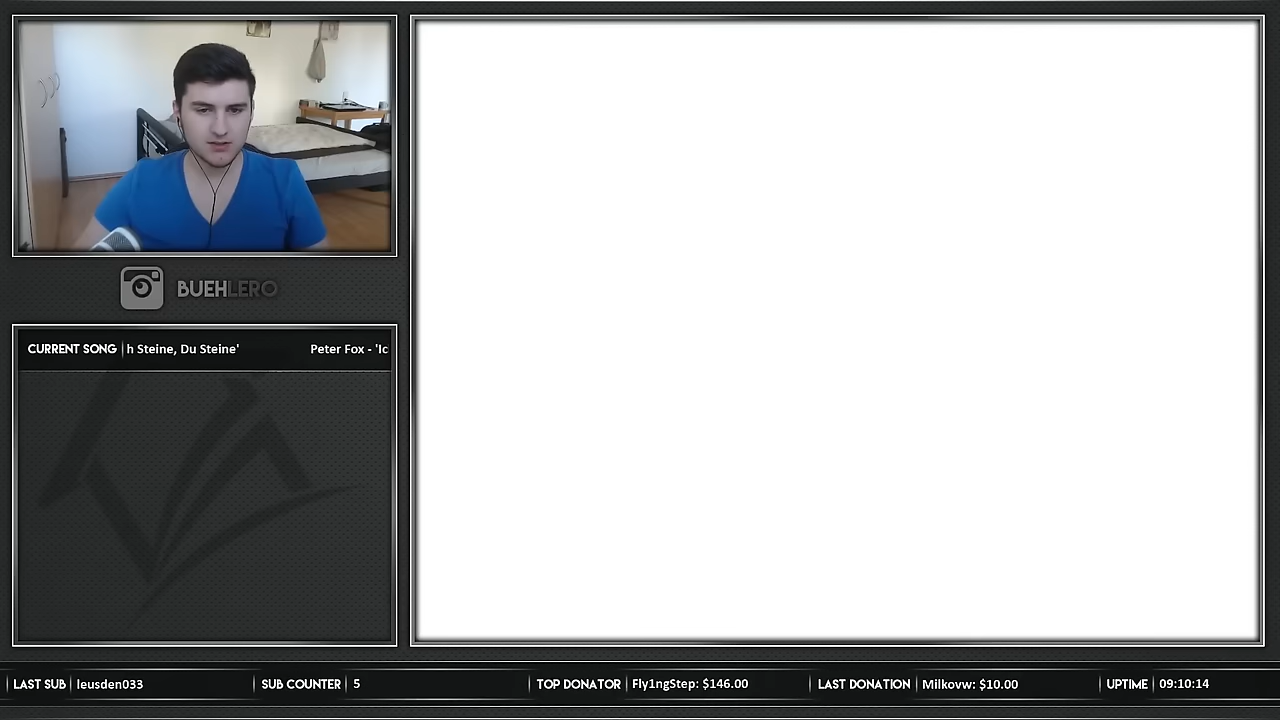 BUEHLERO
CURRENT SONG h Steine, Du Steine' Peter Fox - 'Ic
LAST SUB leusden033 SUB COUNTER 5 TOP DONATOR Fly1ngStep: $146.00 LAST DONATION Milkovw: $10.00 UPTIME 09:10:14